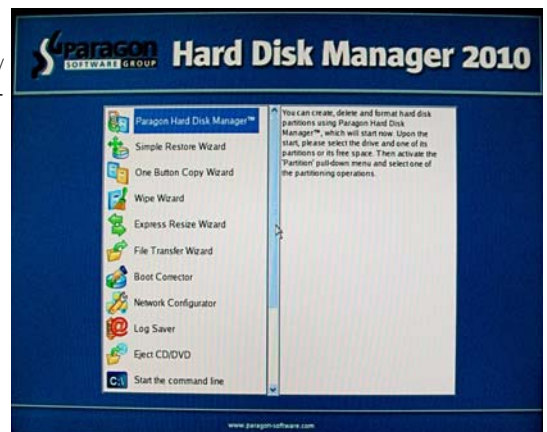 Paragon
SOFTWARE GROUP
Hard Disk Manager 2010
Paragon Hard Disk Manager™
Simple Restore Wizard
One Button Copy Wizard
Wipe Wizard
Express Resize Wizard
File Transfer Wizard
Boot Corrector
Network Configurator
Log Saver
Eject CD/DVD
C:\
Start the command line
You can create, delete and format hard disk
partitions using Paragon Hard Disk
Manager™, which will start now. Upon the
start, please select the drive and one of its
partitions or its free space. Then activate the
'Partition' pull-down menu and select one of
the partitioning operations.
www.paragon-software.com